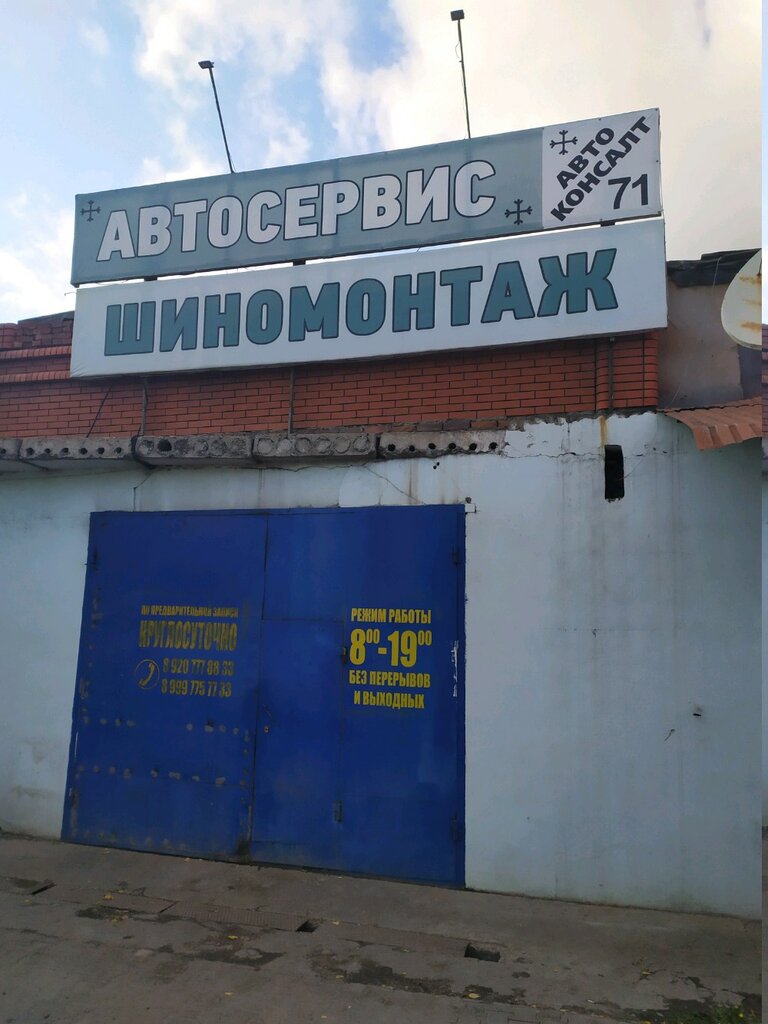 АВТОСЕРВИС
АВТО
КОНСАЛТ
71
ШИНОМОНТАЖ
ПО ПРЕДВАРИТЕЛЬНОЙ ЗАПИСИ
КРУГЛОСУТОЧНО
8 920 777 88 33
8 999 775 77 33
РЕЖИМ РАБОТЫ
8⁰⁰-19⁰⁰
БЕЗ ПЕРЕРЫВОВ
И ВЫХОДНЫХ